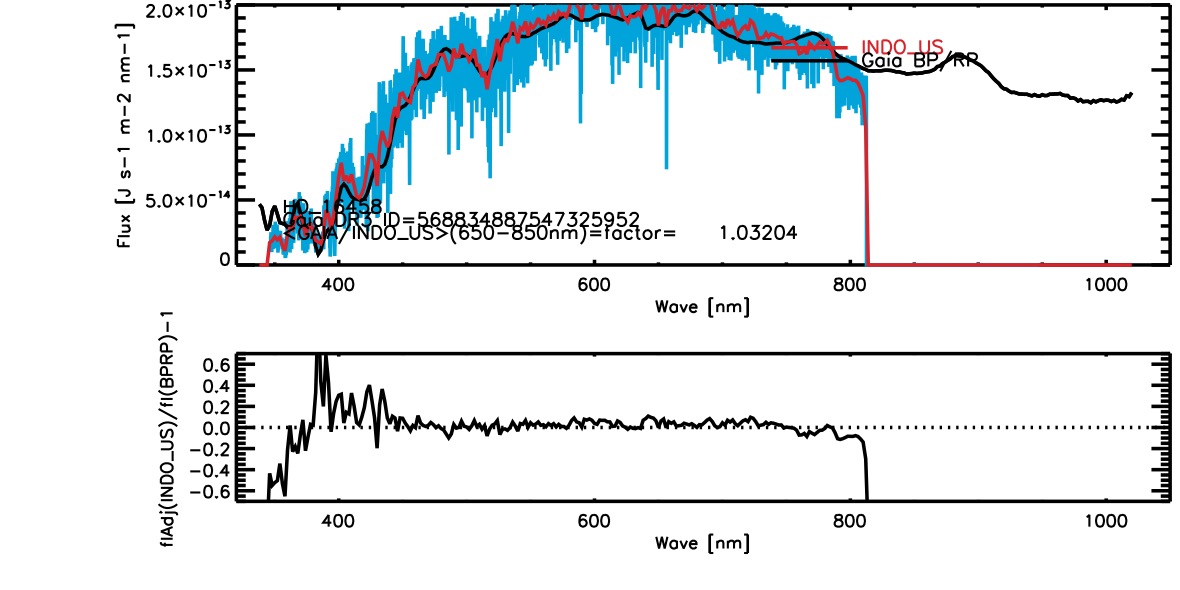 2.0×10−13
1.5×10−13
1.0×10−13
5.0×10−14
0
Flux [J s−1 m−2 nm−1]
INDO_US
Gaia BP/RP
HD_16458
Gaia DR3 ID=568834887547325952
<GAIA/INDO_US>(650−850nm)=factor= 1.03204
400 600 800 1000
Wave [nm]
0.6
0.4
0.2
0.0
−0.2
−0.4
−0.6
flAdj(INDO_US)/fl(BPRP)−1
400 600 800 1000
Wave [nm]